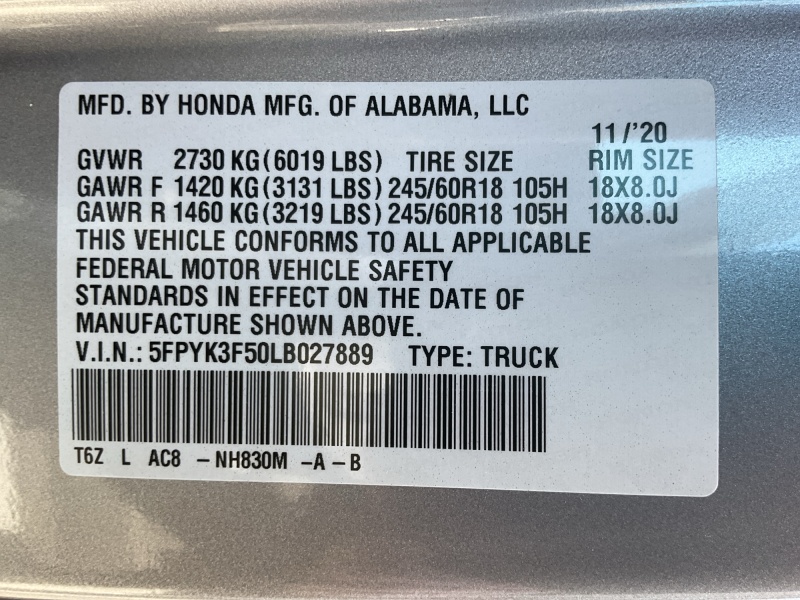 MFD. BY HONDA MFG. OF ALABAMA, LLC
11/'20
GVWR 2730 KG(6019 LBS) TIRE SIZE RIM SIZE
GAWR F 1420 KG(3131 LBS) 245/60R18 105H 18X8.0J
GAWR R 1460 KG(3219 LBS) 245/60R18 105H 18X8.0J
THIS VEHICLE CONFORMS TO ALL APPLICABLE
FEDERAL MOTOR VEHICLE SAFETY
STANDARDS IN EFFECT ON THE DATE OF
MANUFACTURE SHOWN ABOVE.
V.I.N.: 5FPYK3F50LB027889 TYPE: TRUCK
T6Z L AC8 -NH830M -A-B